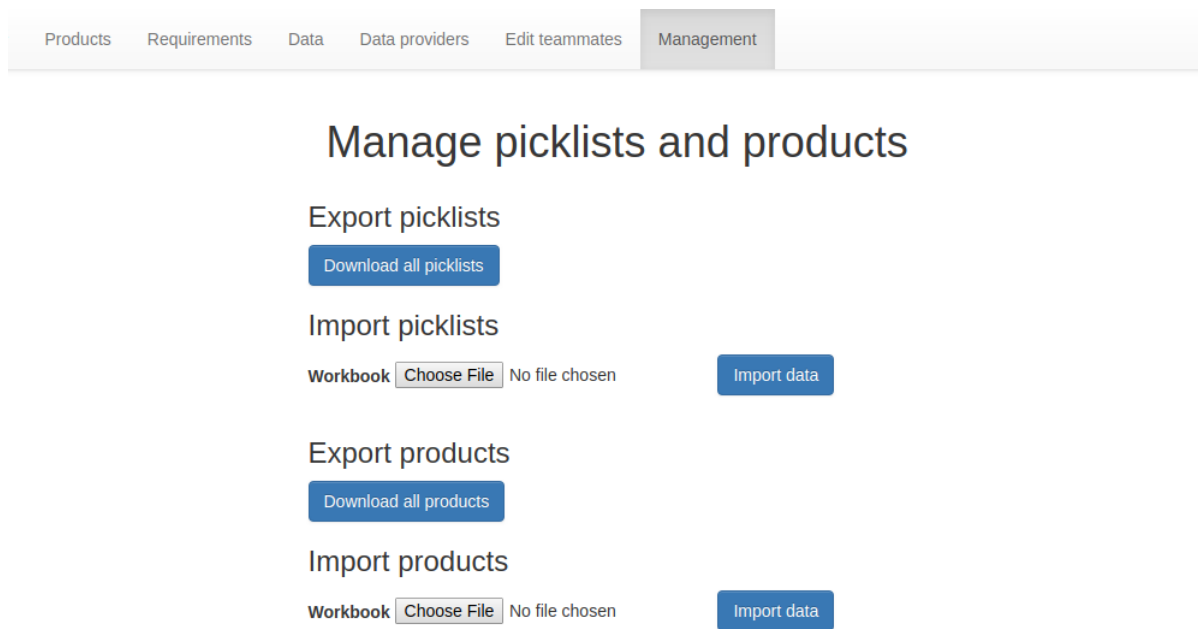 Products Requirements Data Data providers Edit teammates Management
Manage picklists and products
Export picklists
Download all picklists
Import picklists
Workbook Choose File No file chosen Import data
Export products
Download all products
Import products
Workbook Choose File No file chosen Import data